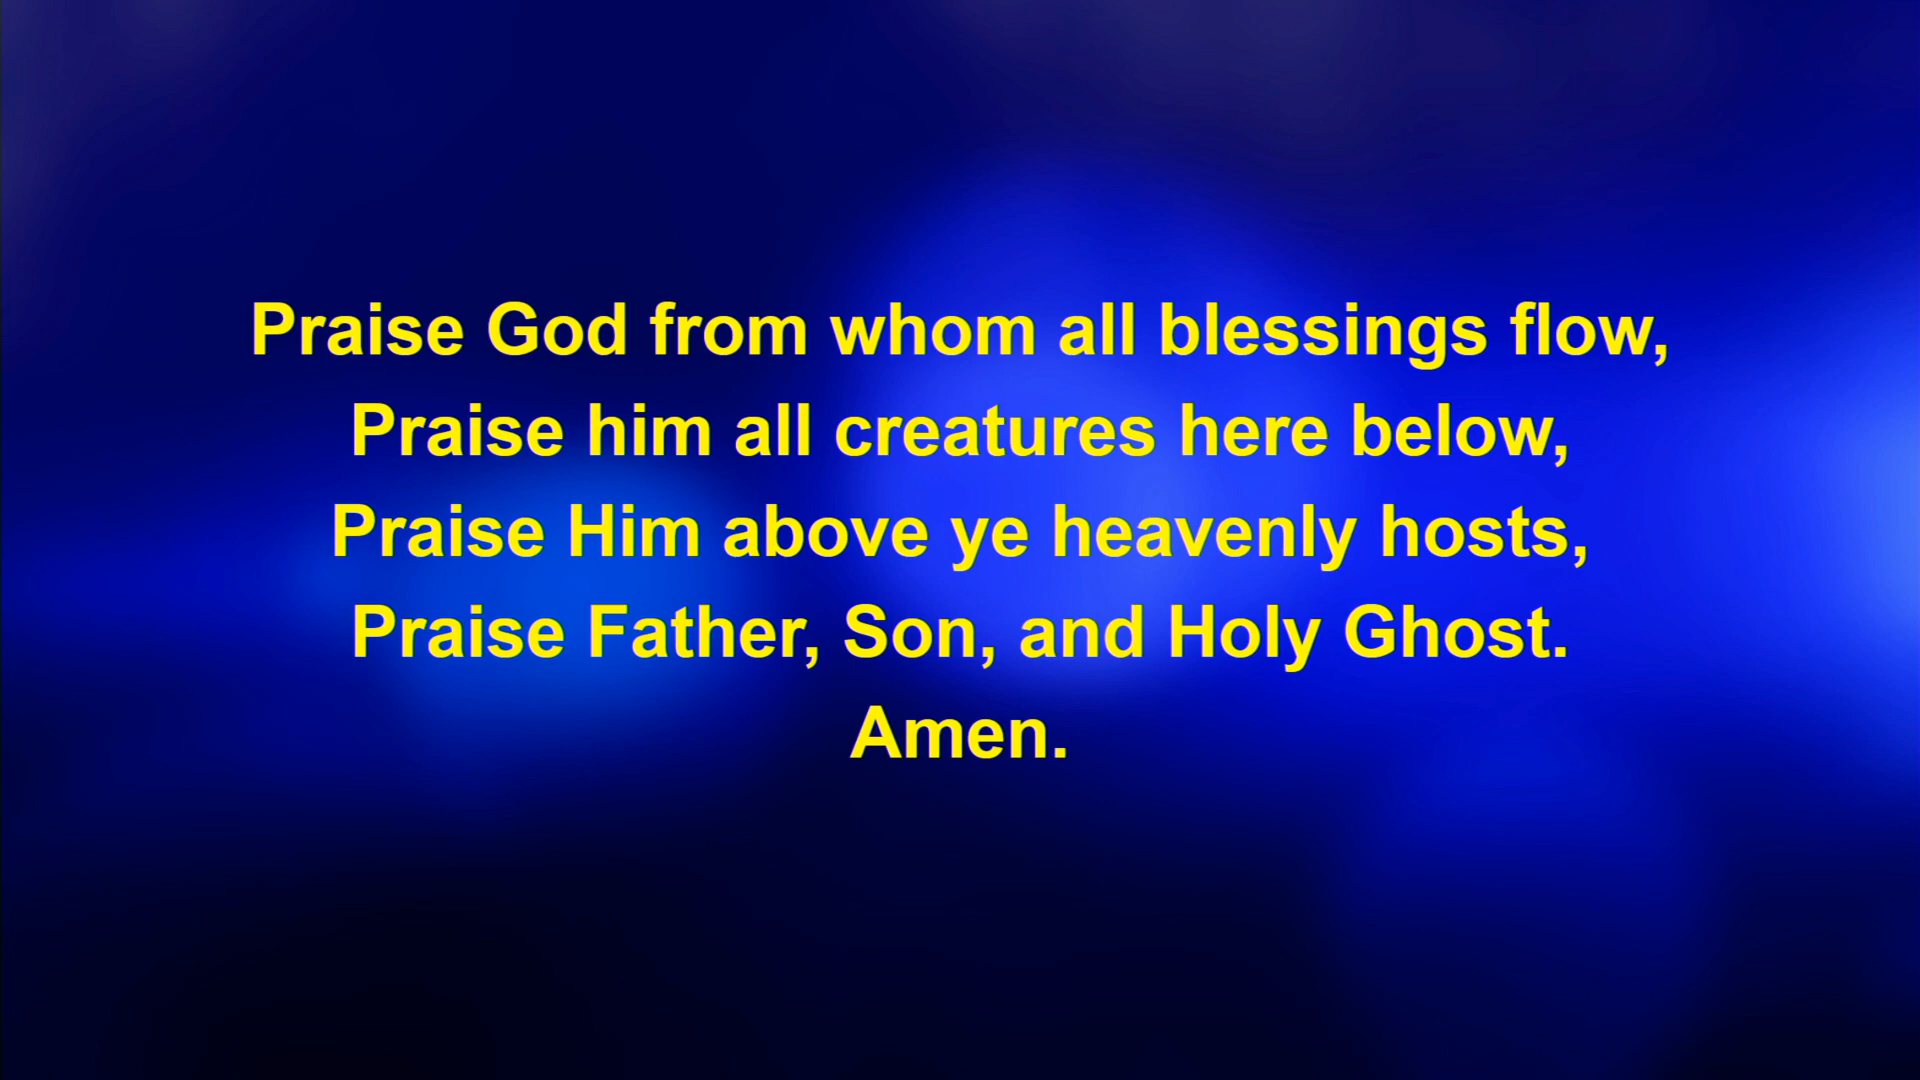 Praise God from whom all blessings flow,
Praise him all creatures here below,
Praise Him above ye heavenly hosts,
Praise Father, Son, and Holy Ghost.
Amen.